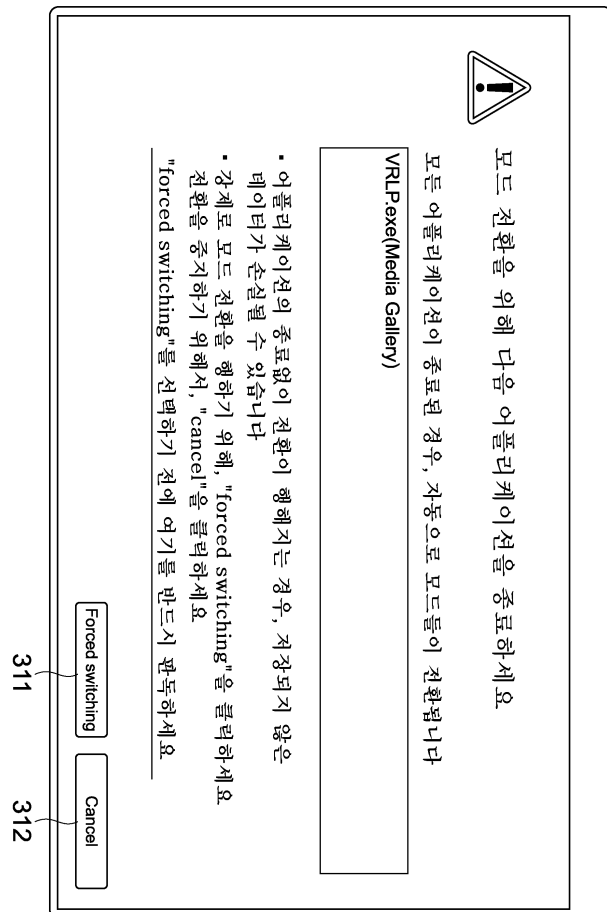 모드 전환을 위해 다음 어플리케이션을 종료하세요
모든 어플리케이션이 종료된 경우, 자동으로 모드들이 전환됩니다
VRLP.exe(Media Gallery)
• 어플리케이션의 종료없이 전환이 행해지는 경우, 저장되지 않은
데이터가 손실될 수 있습니다
• 강제로 모드 전환을 행하기 위해, "forced switching"을 클릭하세요
전환을 중지하기 위해서, "cancel"을 클릭하세요
"forced switching"를 선택하기 전에 여기를 반드시 판독하세요
Forced switching
Cancel
311
312